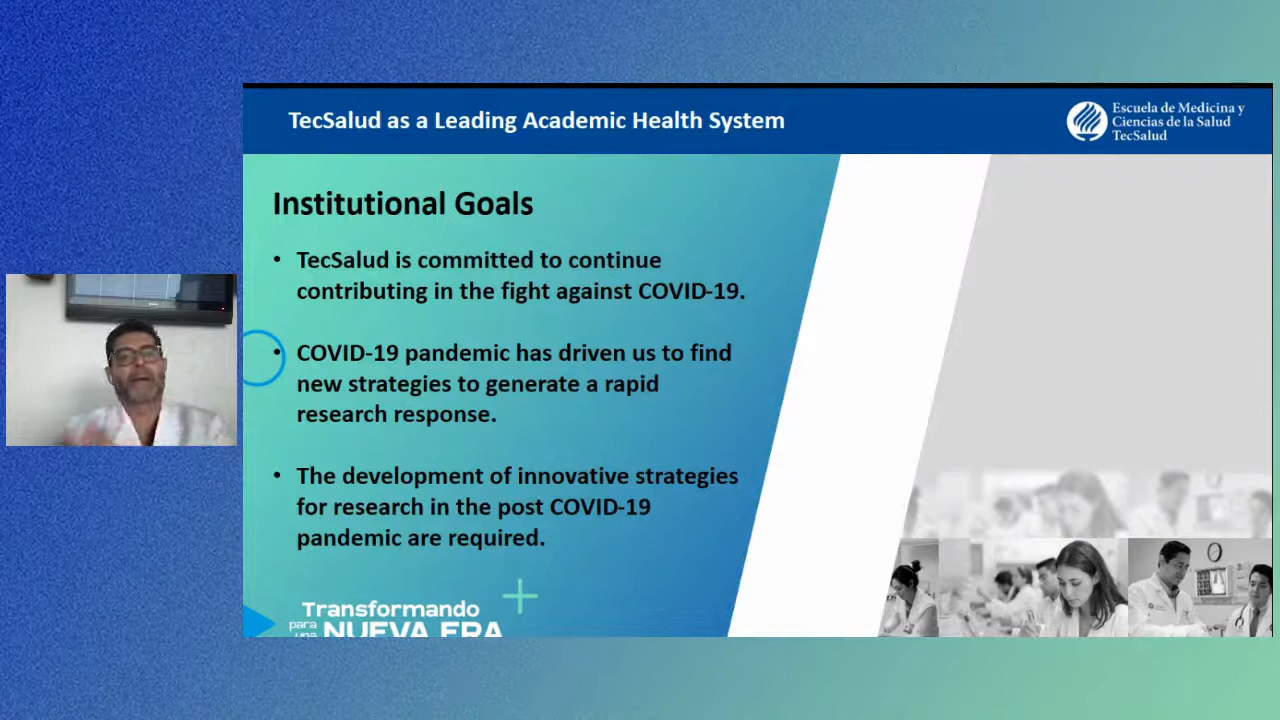 TecSalud as a Leading Academic Health System
Escuela de Medicina y
Ciencias de la Salud
TecSalud
Institutional Goals
• TecSalud is committed to continue
contributing in the fight against COVID-19.
• COVID-19 pandemic has driven us to find
new strategies to generate a rapid
research response.
• The development of innovative strategies
for research in the post COVID-19
pandemic are required.
Transformando
para
una
NUEVA ERA